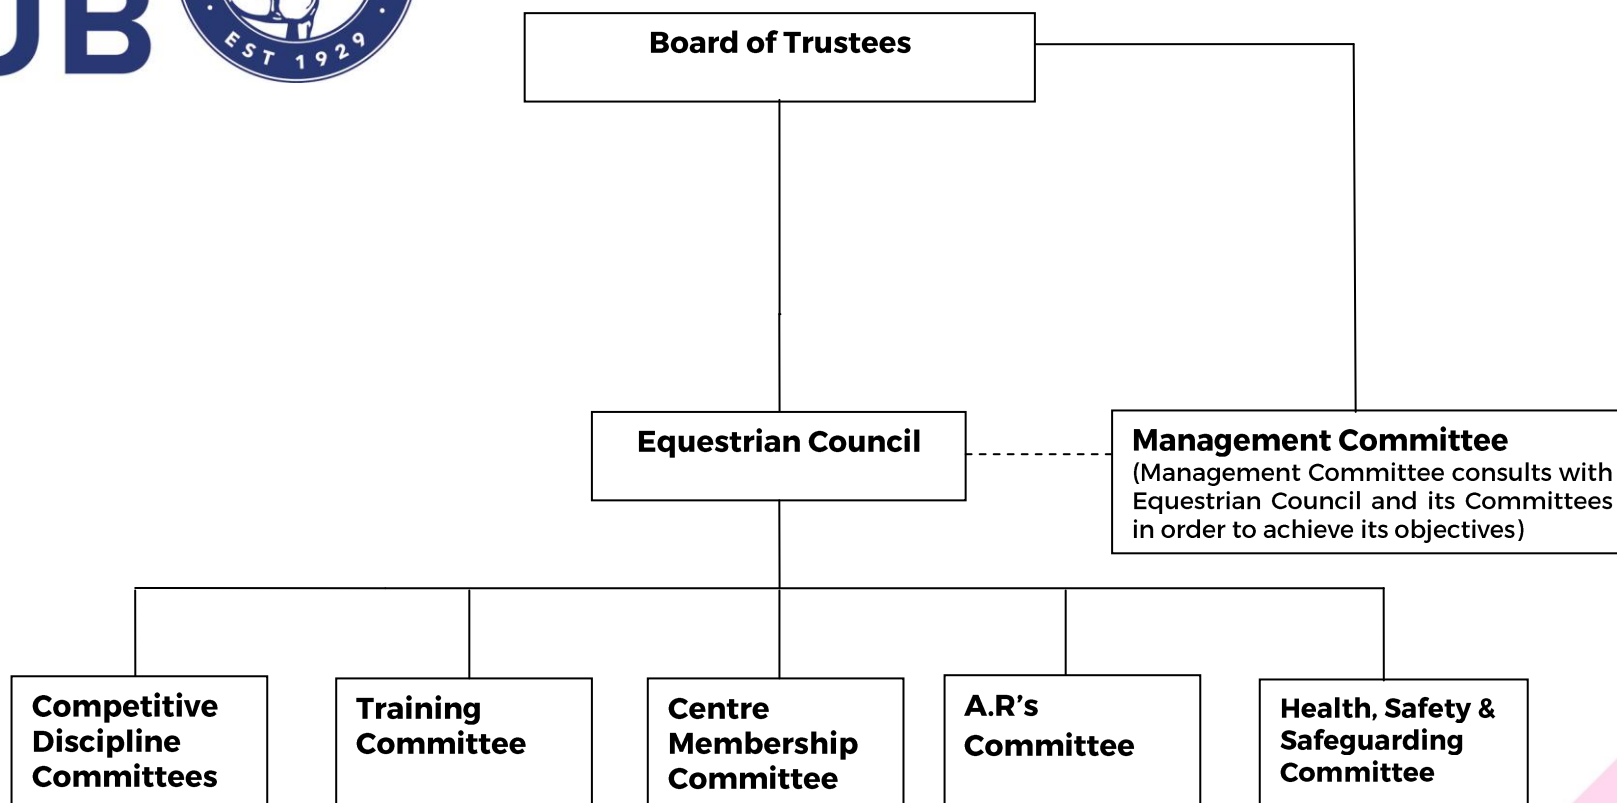 UB
EST 1929
Board of Trustees
Equestrian Council
Management Committee
(Management Committee consults with
Equestrian Council and its Committees
in order to achieve its objectives)
Competitive
Discipline
Committees
Training
Committee
Centre
Membership
Committee
A.R’s
Committee
Health, Safety &
Safeguarding
Committee